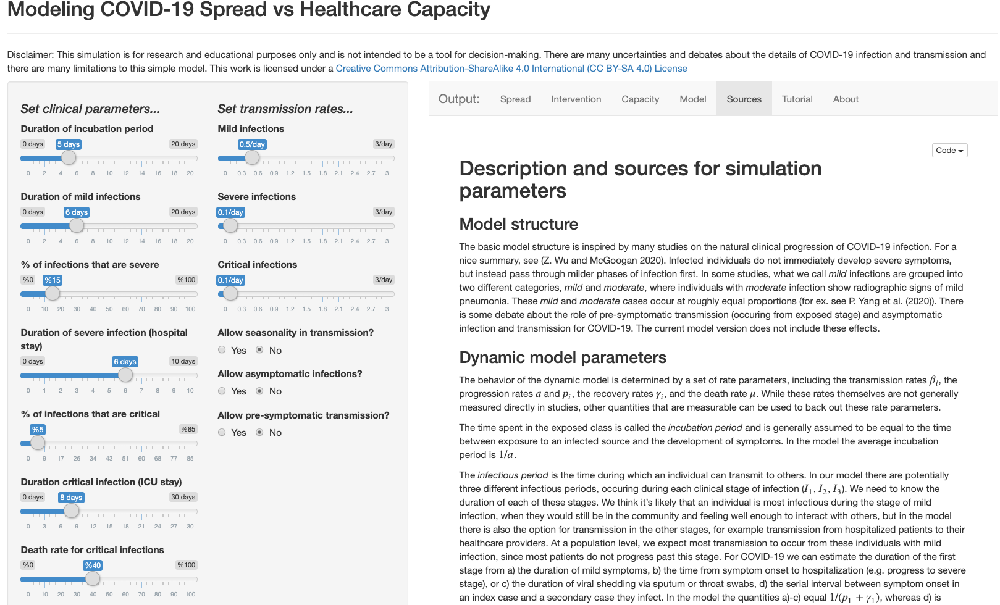 Modeling COVID-19 Spread vs Healthcare Capacity
Disclaimer: This simulation is for research and educational purposes only and is not intended to be a tool for decision-making. There are many uncertainties and debates about the details of COVID-19 infection and transmission and
there are many limitations to this simple model. This work is licensed under a Creative Commons Attribution-ShareAlike 4.0 International (CC BY-SA 4.0) License
Set clinical parameters...
Duration of incubation period
0 days 5 days 20 days
0 2 4 6 8 10 12 14 16 18 20
Duration of mild infections
0 days 6 days 20 days
0 2 4 6 8 10 12 14 16 18 20
% of infections that are severe
%0 %15 %100
0 10 20 30 40 50 60 70 80 90 100
Duration of severe infection (hospital
stay)
0 days 6 days 10 days
0 1 2 3 4 5 6 7 8 9 10
% of infections that are critical
%5 %85
0 9 17 26 34 43 51 60 68 77 85
Duration critical infection (ICU stay)
0 days 8 days 30 days
0 3 6 9 12 15 18 21 24 27 30
Death rate for critical infections
%0 %40 %100
0 10 20 30 40 50 60 70 80 90 100
Set transmission rates...
Mild infections
0.5/day 3/day
0 0.3 0.6 0.9 1.2 1.5 1.8 2.1 2.4 2.7 3
Severe infections
0.1/day 3/day
0 0.3 0.6 0.9 1.2 1.5 1.8 2.1 2.4 2.7 3
Critical infections
0.1/day 3/day
0 0.3 0.6 0.9 1.2 1.5 1.8 2.1 2.4 2.7 3
Allow seasonality in transmission?
Yes No
Allow asymptomatic infections?
Yes No
Allow pre-symptomatic transmission?
Yes No
Output: Spread Intervention Capacity Model Sources Tutorial About
Code
Description and sources for simulation
parameters
Model structure
The basic model structure is inspired by many studies on the natural clinical progression of COVID-19 infection. For a
nice summary, see (Z. Wu and McGoogan 2020). Infected individuals do not immediately develop severe symptoms,
but instead pass through milder phases of infection first. In some studies, what we call mild infections are grouped into
two different categories, mild and moderate, where individuals with moderate infection show radiographic signs of mild
pneumonia. These mild and moderate cases occur at roughly equal proportions (for ex. see P. Yang et al. (2020)). There
is some debate about the role of pre-symptomatic transmission (occuring from exposed stage) and asymptomatic
infection and transmission for COVID-19. The current model version does not include these effects.
Dynamic model parameters
The behavior of the dynamic model is determined by a set of rate parameters, including the transmission rates βᵢ, the
progression rates a and pᵢ, the recovery rates γᵢ, and the death rate μ. While these rates themselves are not generally
measured directly in studies, other quantities that are measurable can be used to back out these rate parameters.
The time spent in the exposed class is called the incubation period and is generally assumed to be equal to the time
between exposure to an infected source and the development of symptoms. In the model the average incubation
period is 1/a.
The infectious period is the time during which an individual can transmit to others. In our model there are potentially
three different infectious periods, occuring during each clinical stage of infection (I₁, I₂, I₃). We need to know the
duration of each of these stages. We think it's likely that an individual is most infectious during the stage of mild
infection, when they would still be in the community and feeling well enough to interact with others, but in the model
there is also the option for transmission in the other stages, for example transmission from hospitalized patients to their
healthcare providers. At a population level, we expect most transmission to occur from these individuals with mild
infection, since most patients do not progress past this stage. For COVID-19 we can estimate the duration of the first
stage from a) the duration of mild symptoms, b) the time from symptom onset to hospitalization (e.g. progress to severe
stage), or c) the duration of viral shedding via sputum or throat swabs, d) the serial interval between symptom onset in
an index case and a secondary case they infect. In the model the quantities a)-c) equal 1/(p₁ + γ₁), whereas d) is